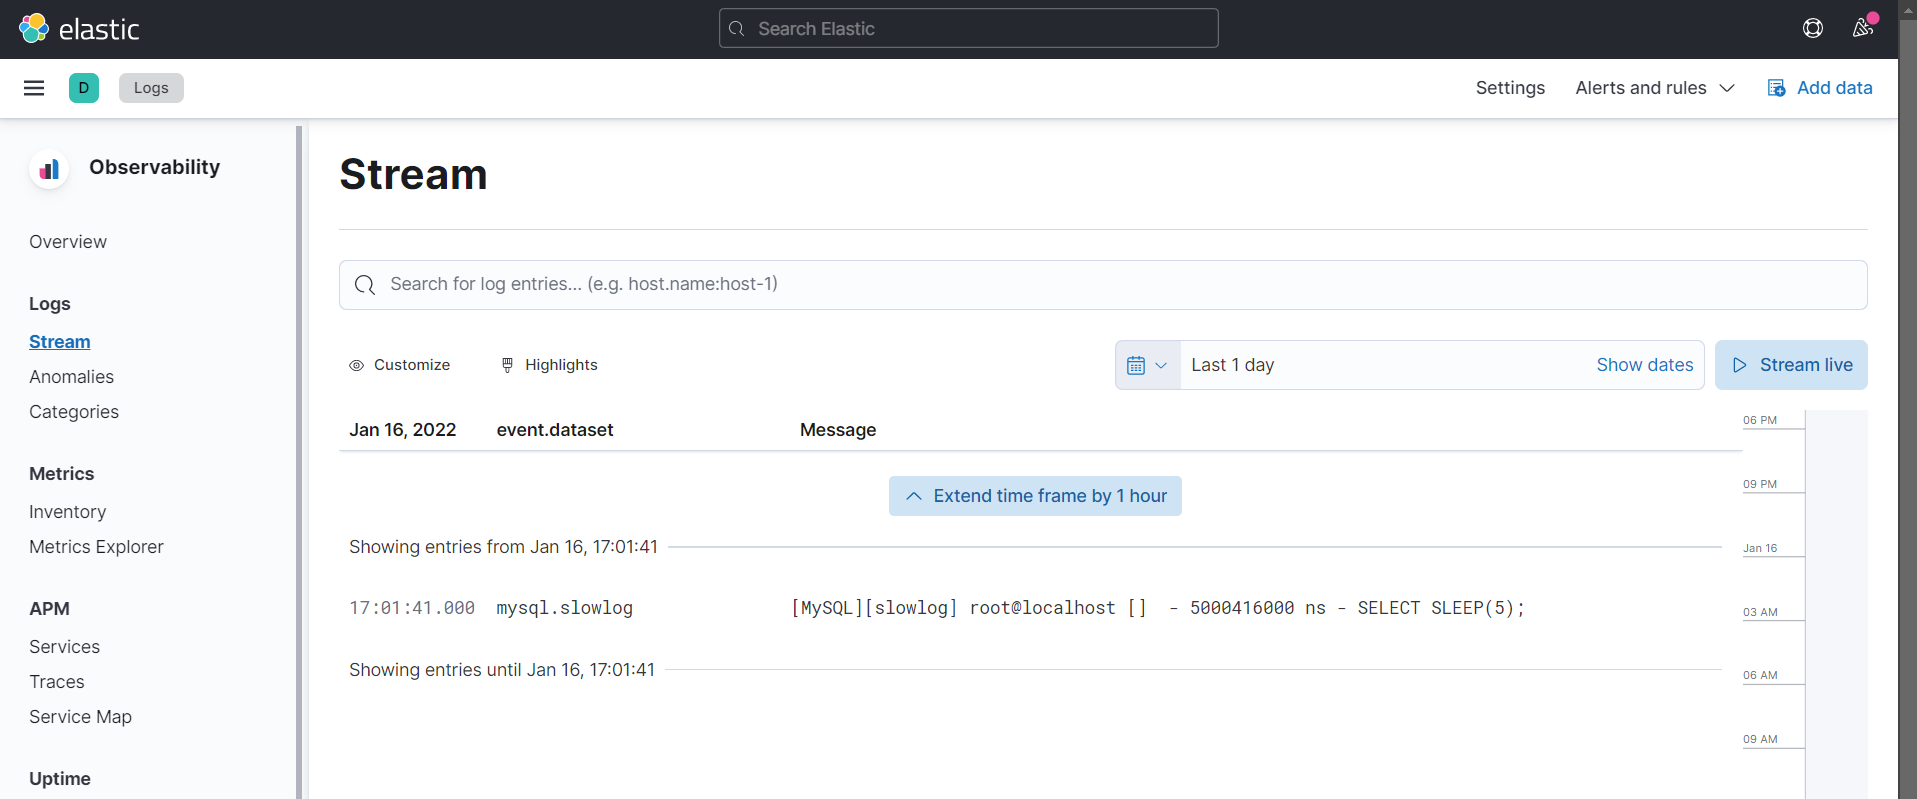 elastic
Search Elastic
D
Logs
Settings
Alerts and rules
Add data
Observability
Overview
Logs
Stream
Anomalies
Categories
Metrics
Inventory
Metrics Explorer
APM
Services
Traces
Service Map
Uptime
Stream
Search for log entries... (e.g. host.name:host-1)
Customize
Highlights
Last 1 day
Show dates
Stream live
Jan 16, 2022 event.dataset Message
Extend time frame by 1 hour
Showing entries from Jan 16, 17:01:41
17:01:41.000 mysql.slowlog [MySQL][slowlog] root@localhost [] - 5000416000 ns - SELECT SLEEP(5);
Showing entries until Jan 16, 17:01:41
06 PM
09 PM
Jan 16
03 AM
06 AM
09 AM